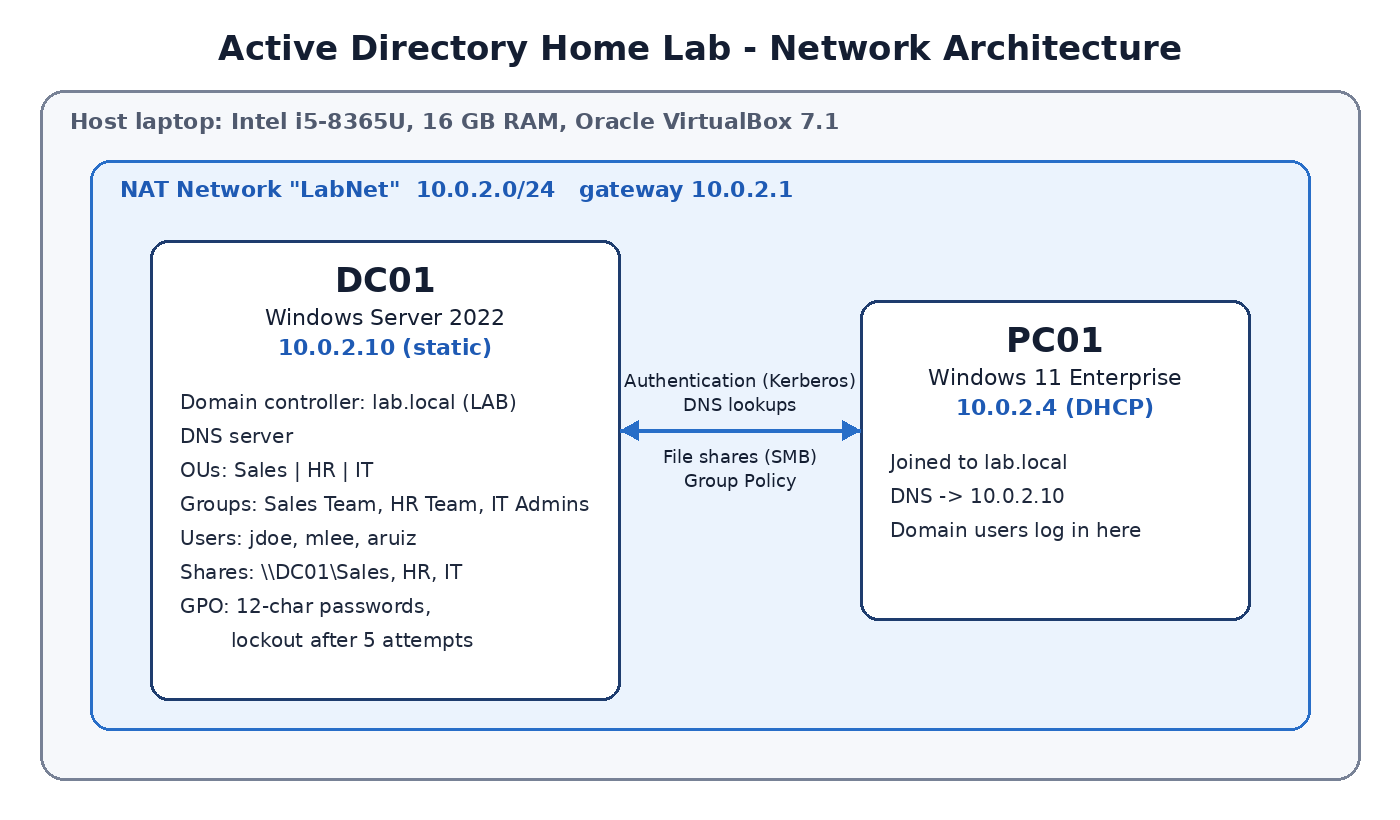 Active Directory Home Lab - Network Architecture
Host laptop: Intel i5-8365U, 16 GB RAM, Oracle VirtualBox 7.1
NAT Network "LabNet"  10.0.2.0/24   gateway 10.0.2.1
DC01
Windows Server 2022
10.0.2.10 (static)
Domain controller: lab.local (LAB)
DNS server
OUs: Sales | HR | IT
Groups: Sales Team, HR Team, IT Admins
Users: jdoe, mlee, aruiz
Shares: \\DC01\Sales, HR, IT
GPO: 12-char passwords,
lockout after 5 attempts
Authentication (Kerberos)
DNS lookups
File shares (SMB)
Group Policy
PC01
Windows 11 Enterprise
10.0.2.4 (DHCP)
Joined to lab.local
DNS -> 10.0.2.10
Domain users log in here